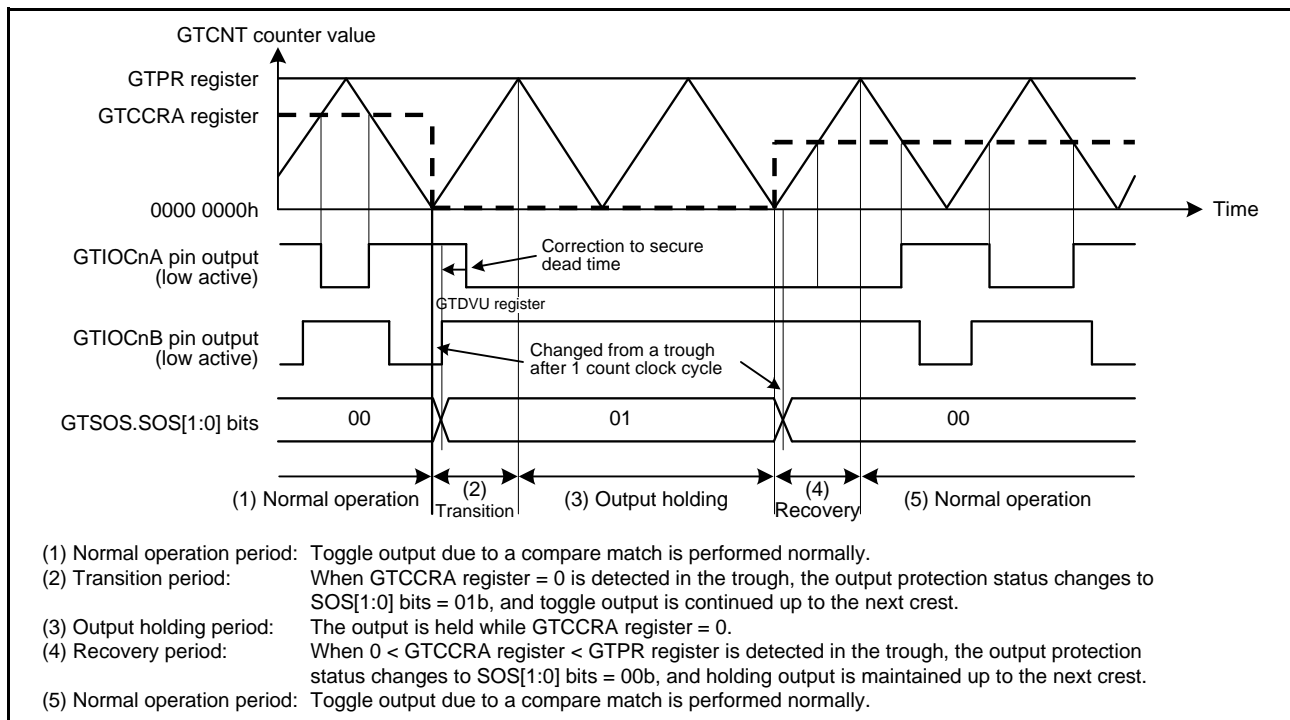 GTCNT counter value
GTPR register
GTCCRA register
0000 0000h
Time
GTIOCnA pin output
(low active)
Correction to secure
dead time
GTDVU register
GTIOCnB pin output
(low active)
Changed from a trough
after 1 count clock cycle
GTSOS.SOS[1:0] bits
00
01
00
(1) Normal operation
(2)
Transition
(3) Output holding
(4)
Recovery
(5) Normal operation
(1) Normal operation period: Toggle output due to a compare match is performed normally.
(2) Transition period: When GTCCRA register = 0 is detected in the trough, the output protection status changes to
SOS[1:0] bits = 01b, and toggle output is continued up to the next crest.
(3) Output holding period: The output is held while GTCCRA register = 0.
(4) Recovery period: When 0 < GTCCRA register < GTPR register is detected in the trough, the output protection
status changes to SOS[1:0] bits = 00b, and holding output is maintained up to the next crest.
(5) Normal operation period: Toggle output due to a compare match is performed normally.